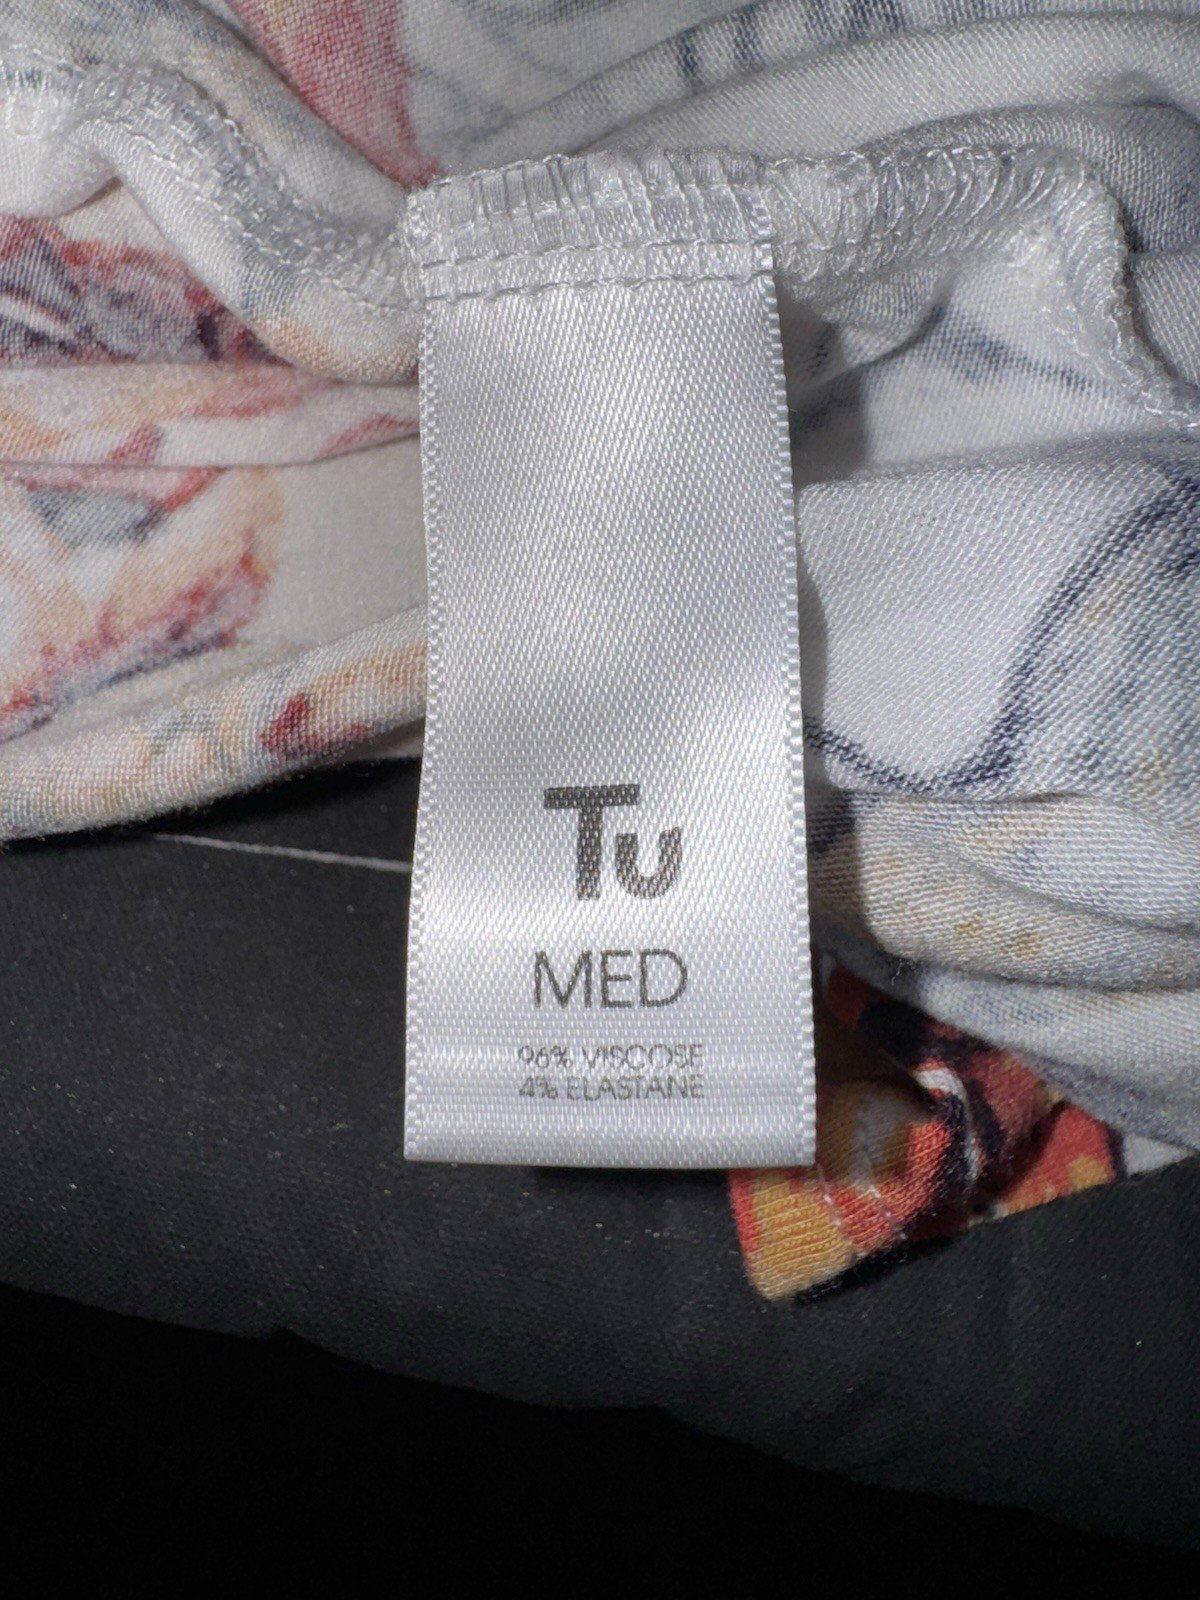 Tu
MED
96% VISCOSE
4% ELASTANE